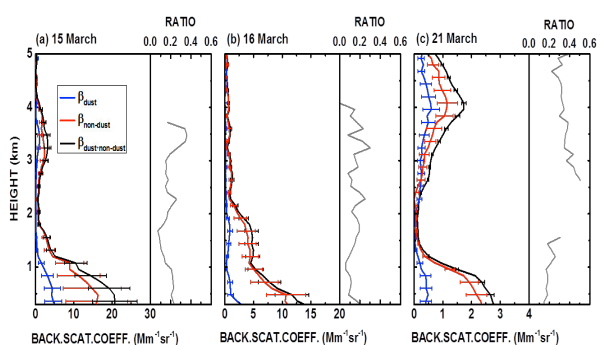 RATIO RATIO RATIO
(a) 15 March 0.0 0.2 0.4 0.6 (b) 16 March 0.0 0.2 0.4 0.6 (c) 21 March 0.0 0.2 0.4 0.6
5
4
3
2
1
HEIGHT (km)
βdust
βnon-dust
βdust+non-dust
0 10 20 30 0 5 10 15 20 0 1 2 3 4
BACK.SCAT.COEFF. (Mm-1sr-1) BACK.SCAT.COEFF. (Mm-1sr-1) BACK.SCAT.COEFF. (Mm-1sr-1)